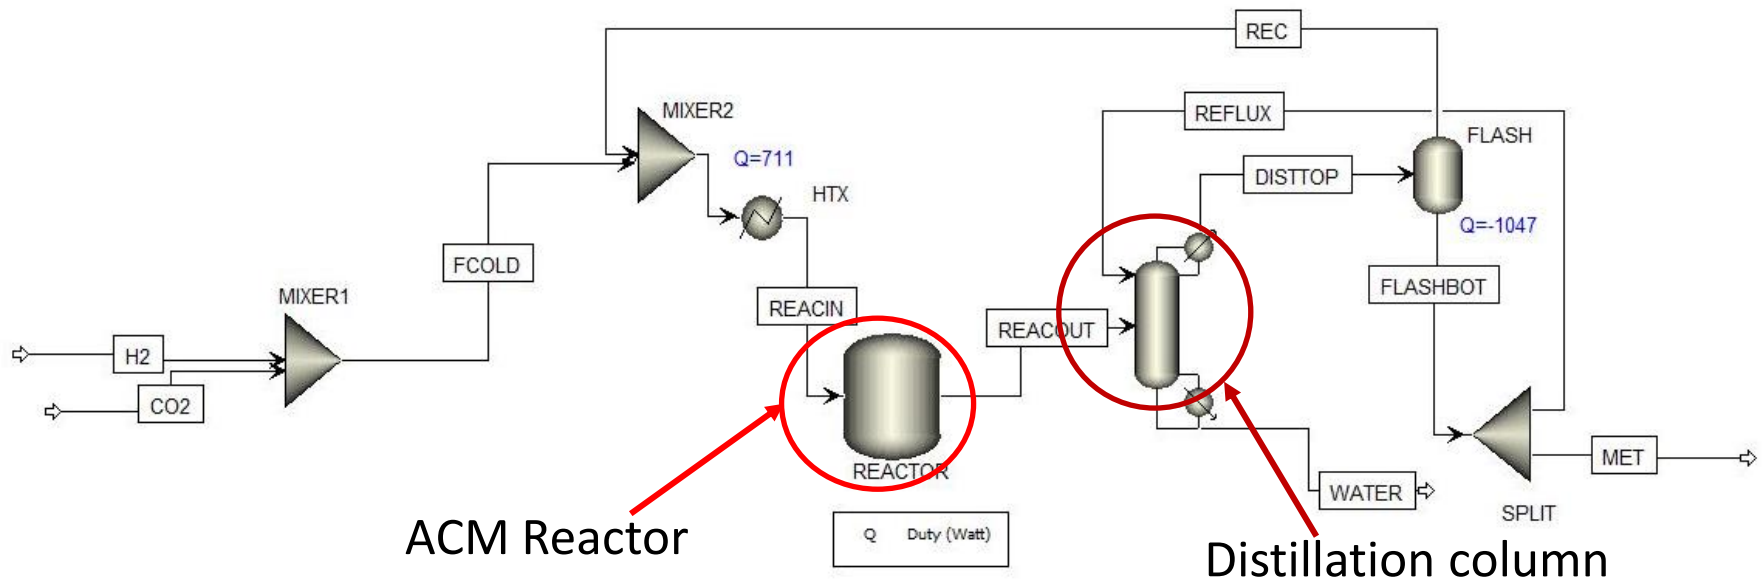 REC
MIXER2
REFLUX
FLASH
Q=711
DISTTOP
HTX
Q=-1047
FCOLD
FLASHBOT
MIXER1
REACIN
REACOUT
H2
CO2
MET
REACTOR
WATER
SPLIT
ACM Reactor
Q Duty (Watt)
Distillation column